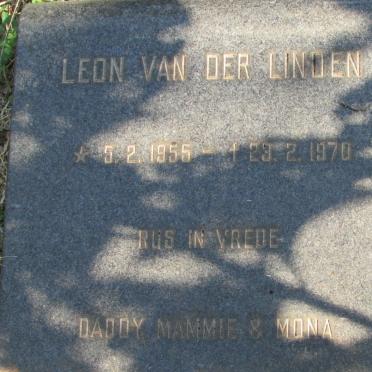 LEON VAN DER LINDEN
* 5. 2. 1955 – † 23. 2. 1970
RUS IN VREDE
DADDY, MAMMIE & MONA